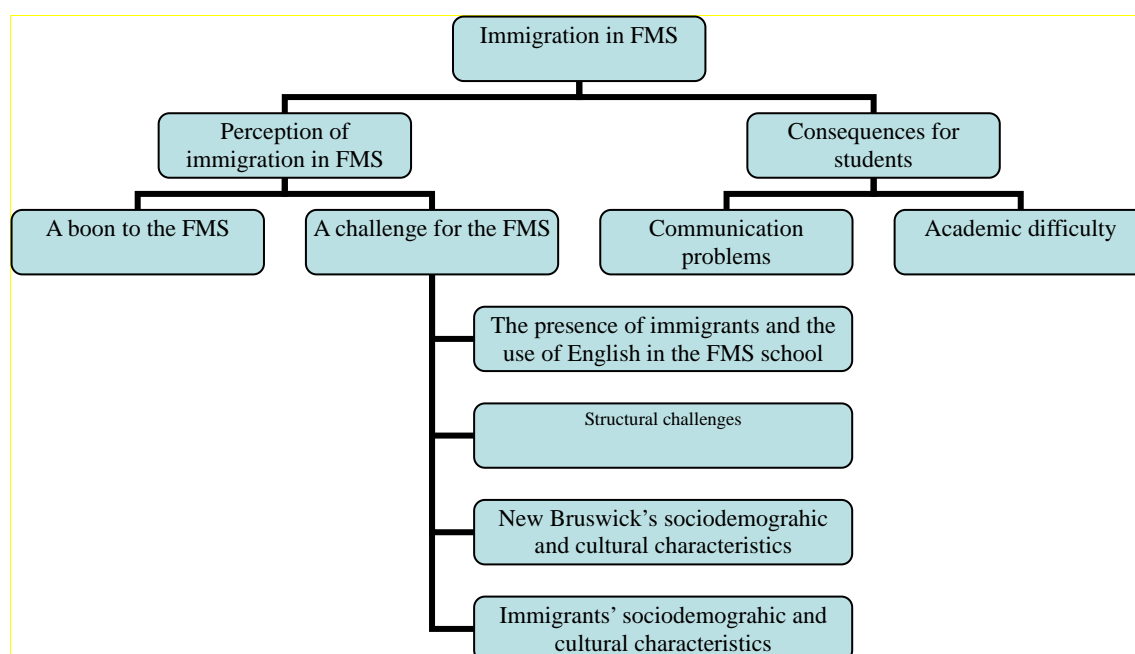 Immigration in FMS
Perception of
immigration in FMS
Consequences for
students
A boon to the FMS
A challenge for the FMS
Communication
problems
Academic difficulty
The presence of immigrants and the
use of English in the FMS school
Structural challenges
New Bruswick’s sociodemograhic
and cultural characteristics
Immigrants’ sociodemograhic and
cultural characteristics